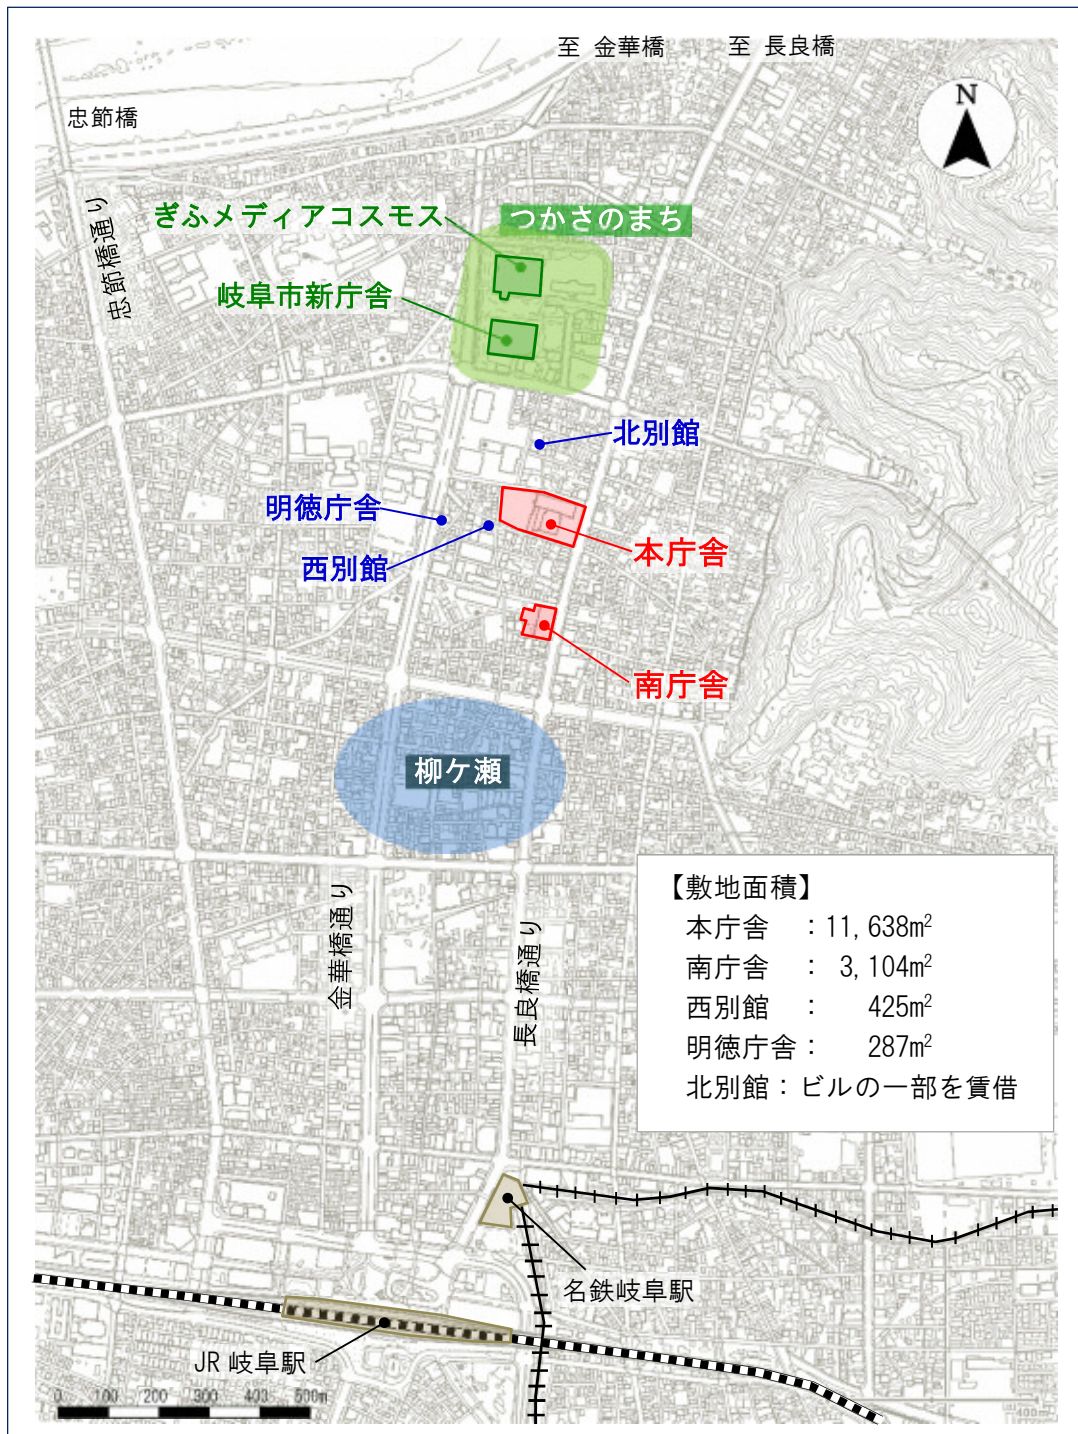 至 金華橋
至 長良橋
忠節橋
N
忠節橋通り
ぎふメディアコスモス
つかさのまち
岐阜市新庁舎
北別館
明徳庁舎
西別館
本庁舎
南庁舎
柳ケ瀬
金華橋通り
長良橋通り
【敷地面積】
本庁舎 :11,638m²
南庁舎 : 3,104m²
西別館 : 425m²
明徳庁舎: 287m²
北別館:ビルの一部を賃借
名鉄岐阜駅
JR 岐阜駅
0 100 200 300 400 500m
400m